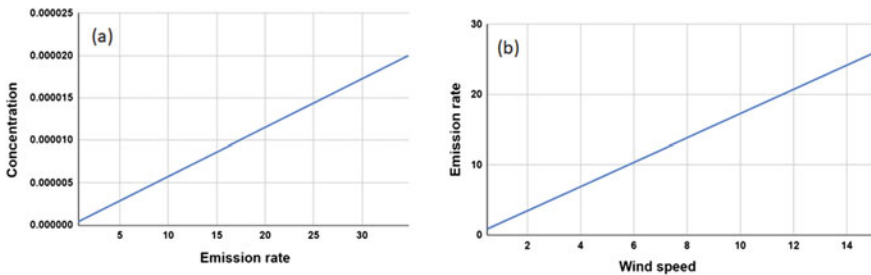 (a)
0.000025
0.000020
0.000015
0.000010
0.000005
0.000000
Concentration
5 10 15 20 25 30
Emission rate
(b)
30
20
10
0
Emission rate
2 4 6 8 10 12 14
Wind speed